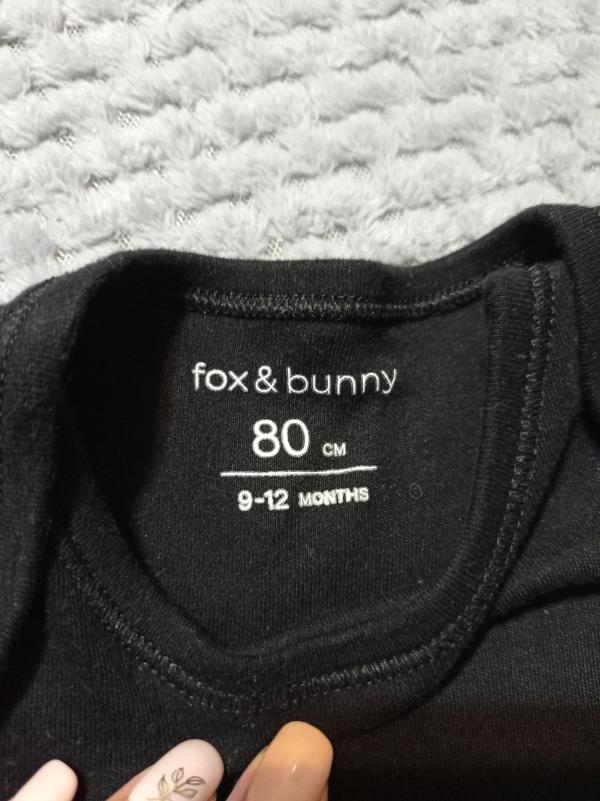 fox & bunny
80 CM
9-12 MONTHS